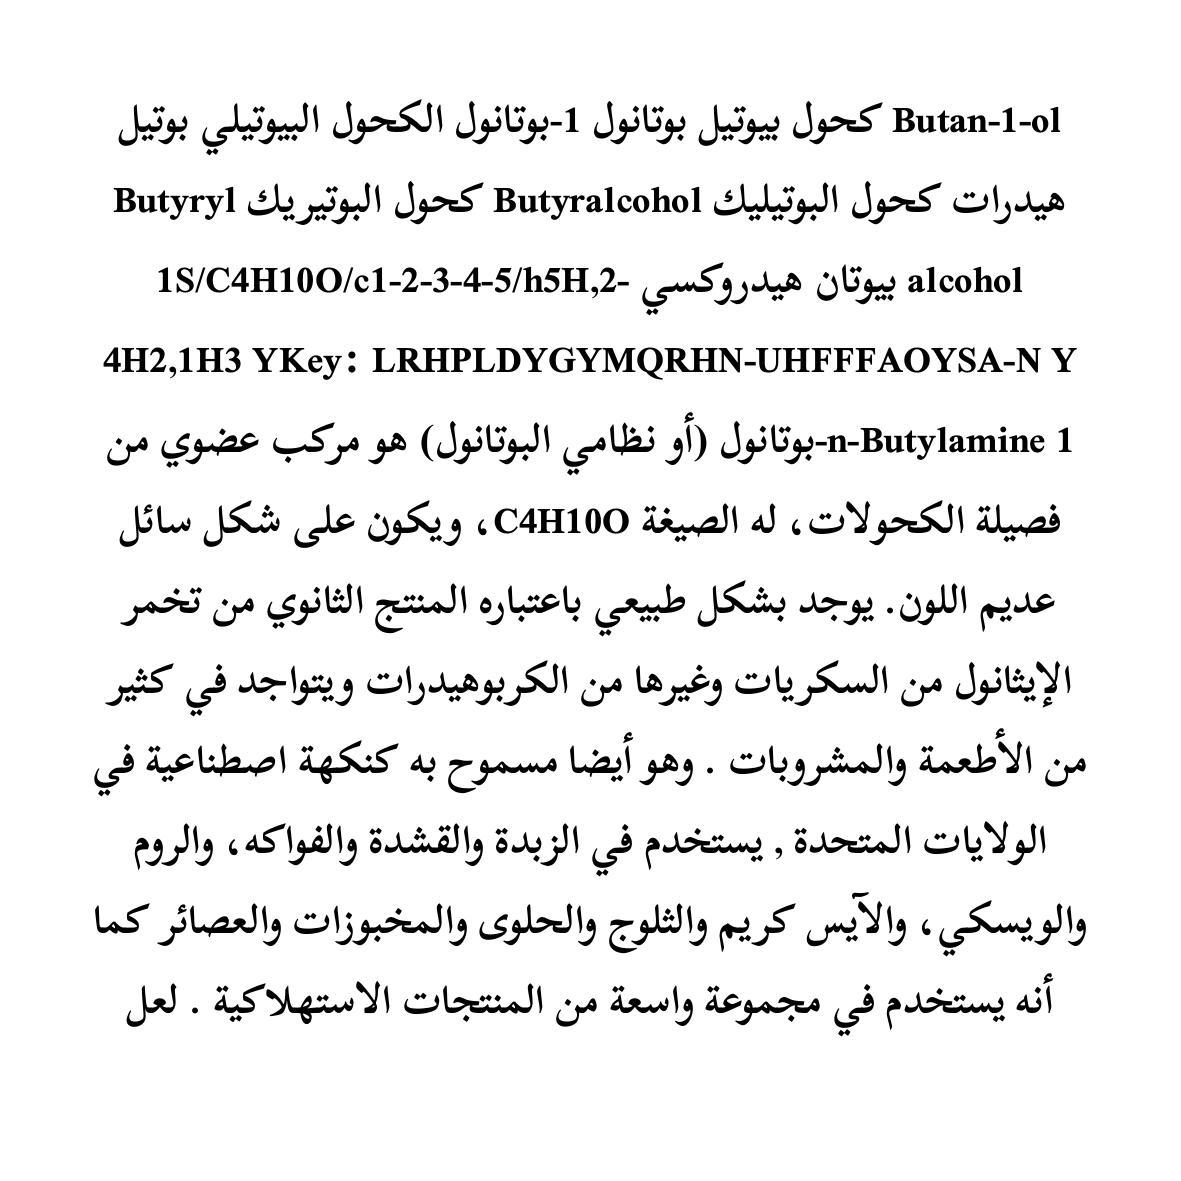 Butan-1-ol كحول بيوتيل بوتانول 1-بوتانول الكحول البيوتيلي بوتيل
هيدرات كحول البوتيليك Butyralcohol كحول البوتيريك Butyryl
alcohol بيوتان هيدروكسي 1S/C4H10O/c1-2-3-4-5/h5H,2-
4H2,1H3 YKey: LRHPLDYGYMQRHN-UHFFFAOYSA-N Y
n-Butylamine 1-بوتانول (أو نظامي البوتانول) هو مركب عضوي من
فصيلة الكحولات، له الصيغة C4H10O، ويكون على شكل سائل
عديم اللون. يوجد بشكل طبيعي باعتباره المنتج الثانوي من تخمر
الإيثانول من السكريات وغيرها من الكربوهيدرات ويتواجد في كثير
من الأطعمة والمشروبات . وهو أيضا مسموح به كنكهة اصطناعية في
الولايات المتحدة , يستخدم في الزبدة والقشدة والفواكه، والروم
والويسكي، والآيس كريم والثلوج والحلوى والمخبوزات والعصائر كما
أنه يستخدم في مجموعة واسعة من المنتجات الاستهلاكية . لعل